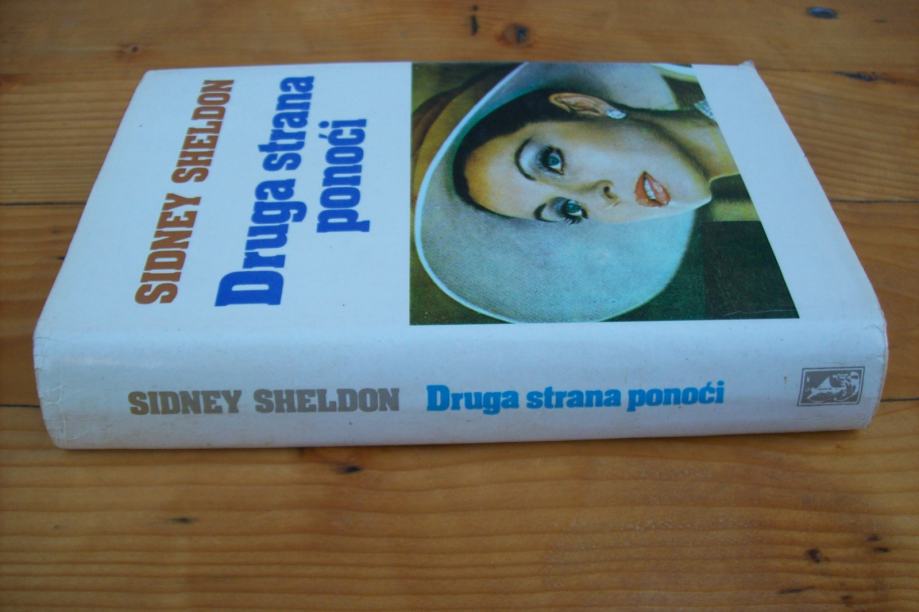 SIDNEY SHELDON
Druga strana
ponoći
SIDNEY SHELDON Druga strana ponoći